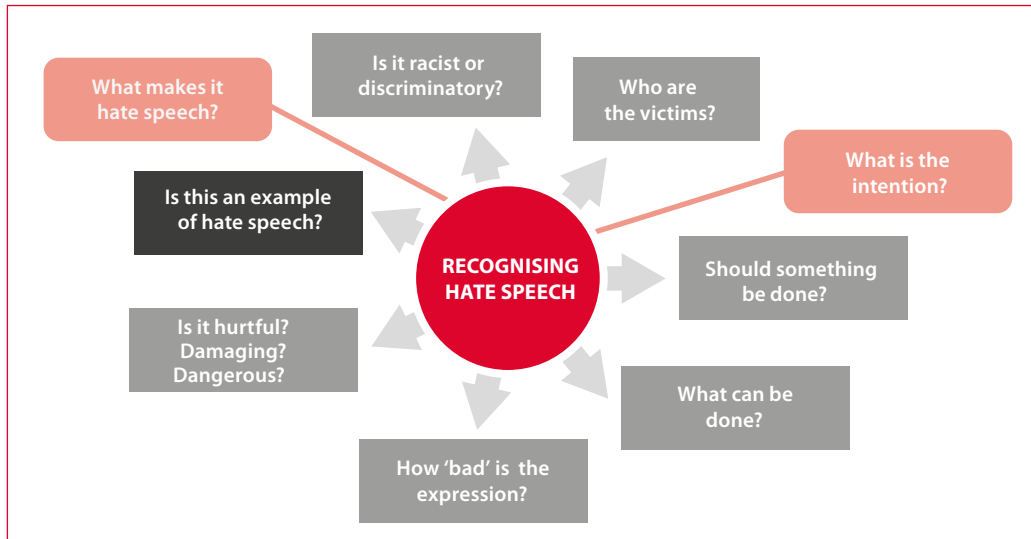 Is it racist or
discriminatory?
What makes it
hate speech?
Who are
the victims?
What is the
intention?
Is this an example
of hate speech?
RECOGNISING
HATE SPEECH
Should something
be done?
Is it hurtful?
Damaging?
Dangerous?
What can be
done?
How ‘bad’ is the
expression?